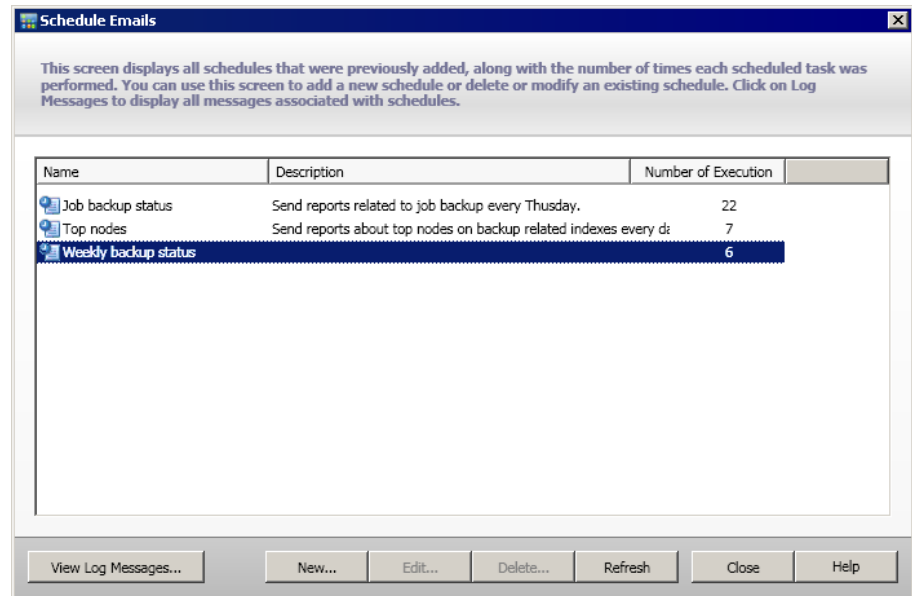 Schedule Emails
This screen displays all schedules that were previously added, along with the number of times each scheduled task was
performed. You can use this screen to add a new schedule or delete or modify an existing schedule. Click on Log
Messages to display all messages associated with schedules.
Name Description Number of Execution
Job backup status Send reports related to job backup every Thusday. 22
Top nodes Send reports about top nodes on backup related indexes every da 7
Weekly backup status 6
View Log Messages... New... Edit... Delete... Refresh Close Help